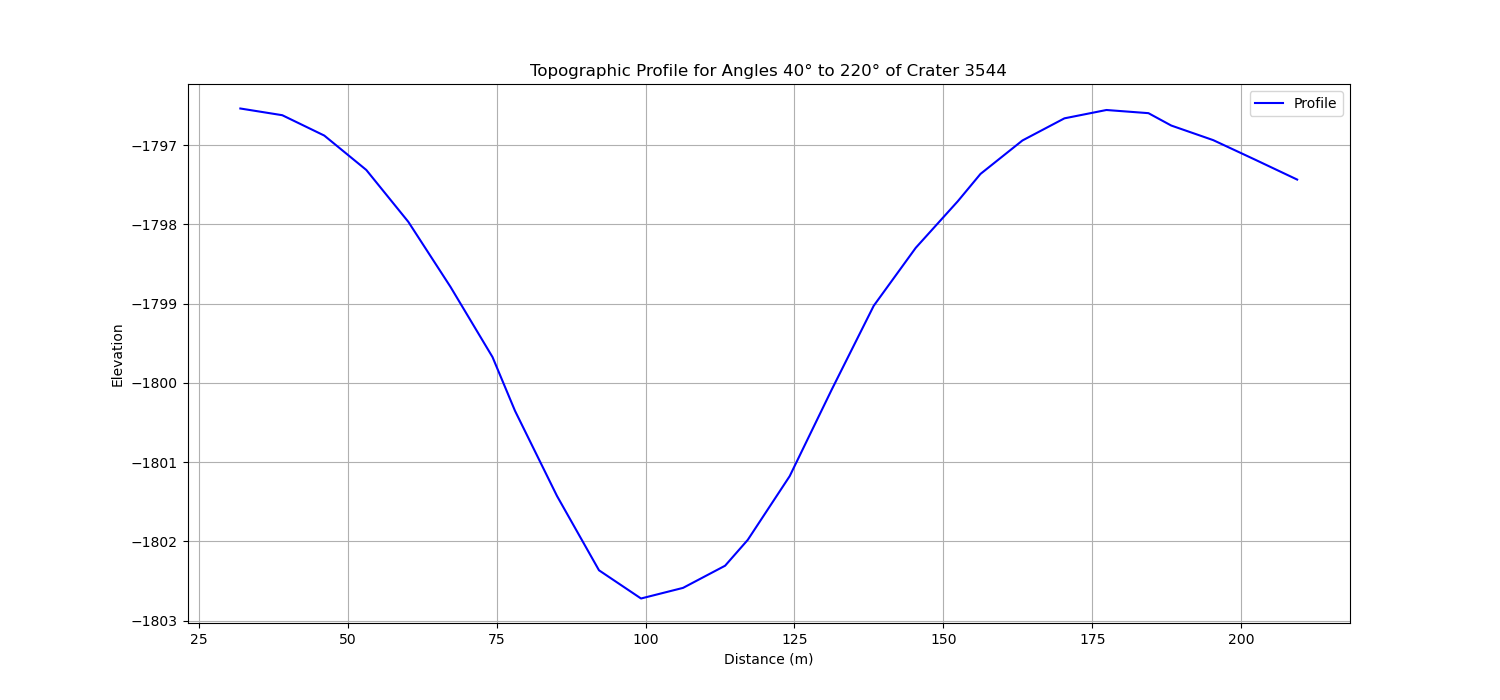 Topographic Profile for Angles 40° to 220° of Crater 3544
Profile
−1797
−1798
−1799
−1800
−1801
−1802
−1803
Elevation
25 50 75 100 125 150 175 200
Distance (m)